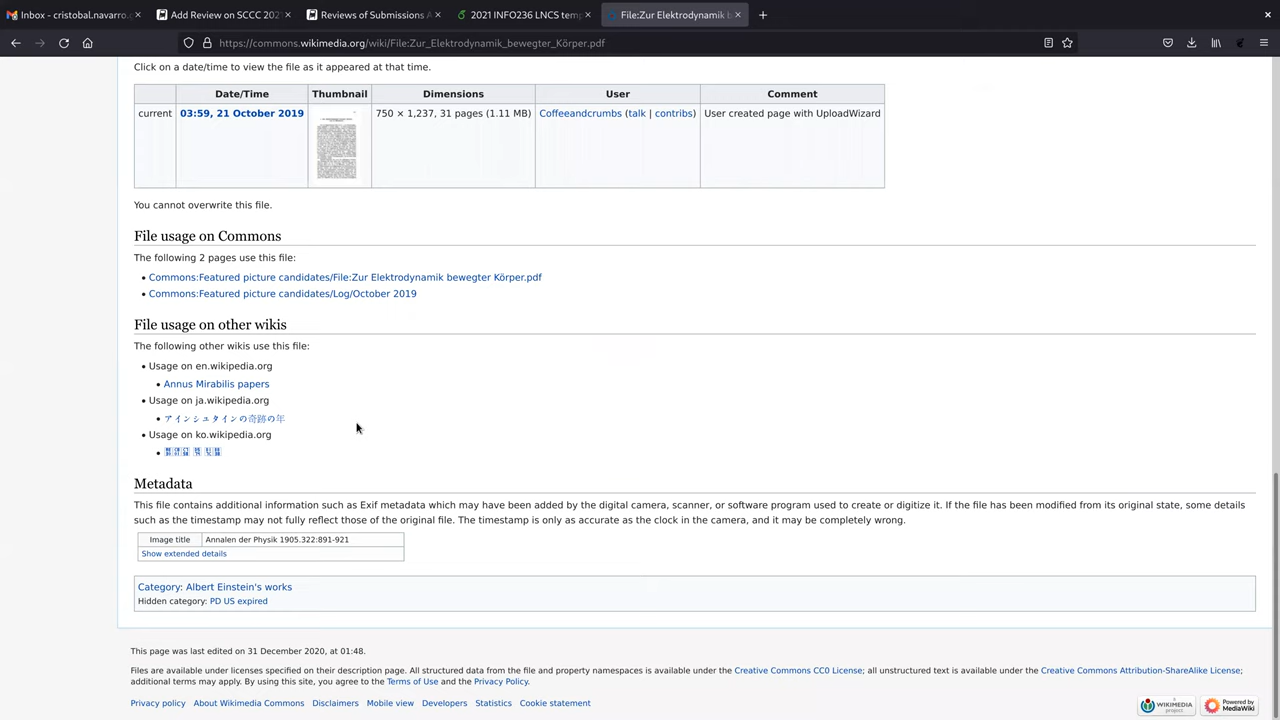 Inbox - cristobal.navarro.g
Add Review on SCCC 2021
Reviews of Submissions A
2021 INFO236 LNCS temp
File:Zur Elektrodynamik b
https://commons.wikimedia.org/wiki/File:Zur_Elektrodynamik_bewegter_Körper.pdf
Click on a date/time to view the file as it appeared at that time.
Date/Time Thumbnail Dimensions User Comment
current 03:59, 21 October 2019 750 × 1,237, 31 pages (1.11 MB) Coffeeandcrumbs (talk | contribs) User created page with UploadWizard
You cannot overwrite this file.
File usage on Commons
The following 2 pages use this file:
• Commons:Featured picture candidates/File:Zur Elektrodynamik bewegter Körper.pdf
• Commons:Featured picture candidates/Log/October 2019
File usage on other wikis
The following other wikis use this file:
• Usage on en.wikipedia.org
• Annus Mirabilis papers
• Usage on ja.wikipedia.org
• アインシュタインの奇跡の年
• Usage on ko.wikipedia.org
Metadata
This file contains additional information such as Exif metadata which may have been added by the digital camera, scanner, or software program used to create or digitize it. If the file has been modified from its original state, some details
such as the timestamp may not fully reflect those of the original file. The timestamp is only as accurate as the clock in the camera, and it may be completely wrong.
Image title Annalen der Physik 1905.322:891-921
Show extended details
Category: Albert Einstein's works
Hidden category: PD US expired
This page was last edited on 31 December 2020, at 01:48.
Files are available under licenses specified on their description page. All structured data from the file and property namespaces is available under the Creative Commons CC0 License; all unstructured text is available under the Creative Commons Attribution-ShareAlike License;
additional terms may apply. By using this site, you agree to the Terms of Use and the Privacy Policy.
Privacy policy About Wikimedia Commons Disclaimers Mobile view Developers Statistics Cookie statement
WIKIMEDIA project
Powered by MediaWiki